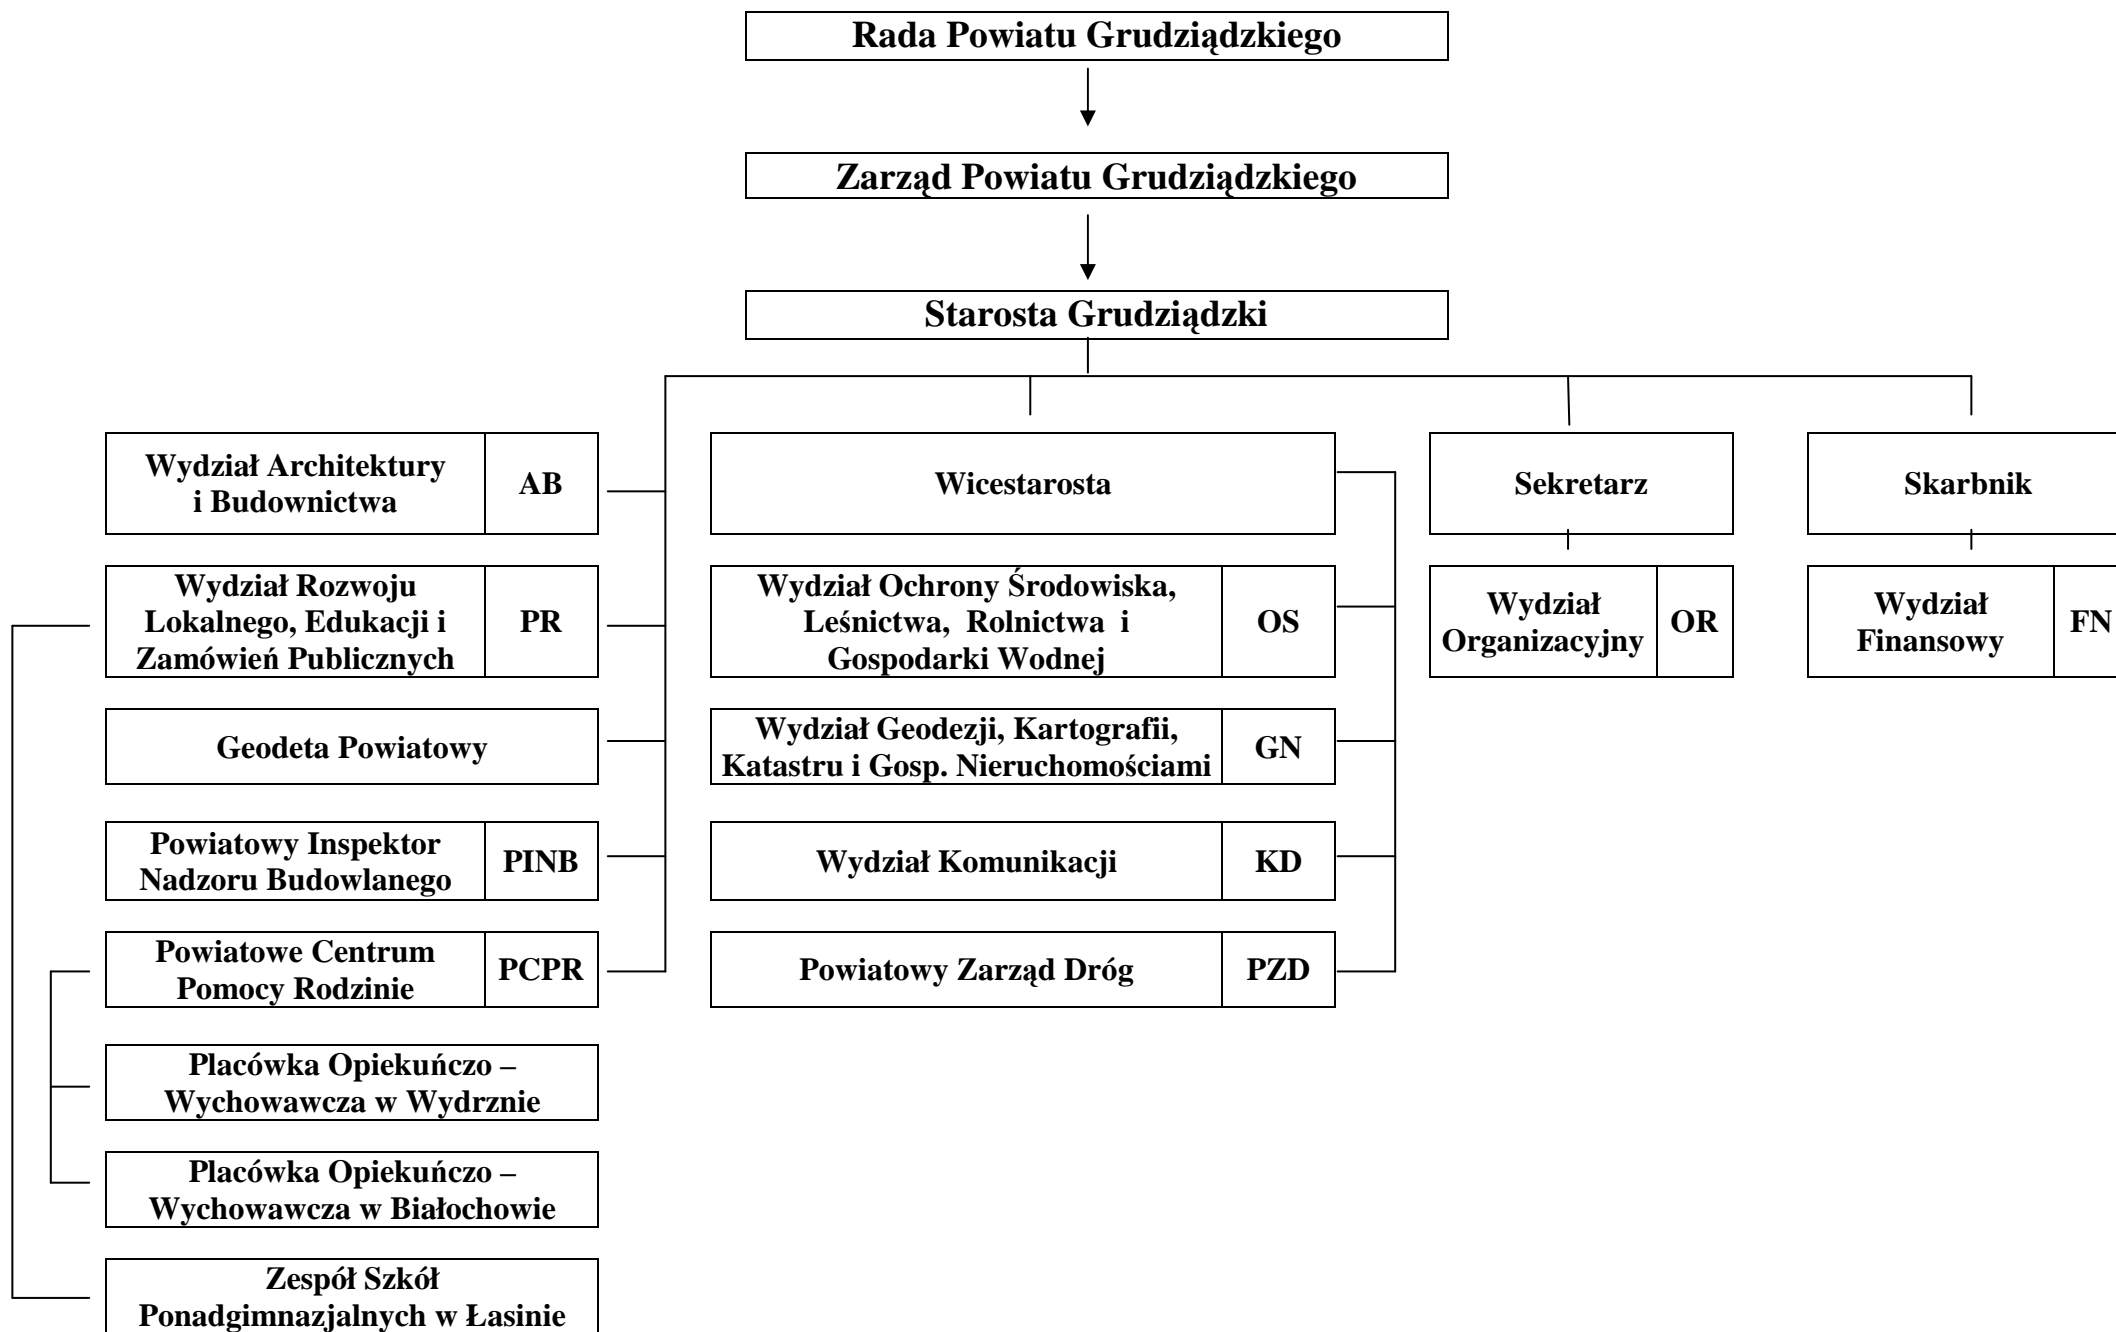 Rada Powiatu Grudziądzkiego
Zarząd Powiatu Grudziądzkiego
Starosta Grudziądzki
Wydział Architektury
i Budownictwa
AB
Wicestarosta
Sekretarz
Skarbnik
Wydział Rozwoju
Lokalnego, Edukacji i
Zamówień Publicznych
PR
Wydział Ochrony Środowiska,
Leśnictwa, Rolnictwa i
Gospodarki Wodnej
OS
Wydział
Organizacyjny
OR
Wydział
Finansowy
FN
Geodeta Powiatowy
Wydział Geodezji, Kartografii,
Katastru i Gosp. Nieruchomościami
GN
Powiatowy Inspektor
Nadzoru Budowlanego
PINB
Wydział Komunikacji
KD
Powiatowe Centrum
Pomocy Rodzinie
PCPR
Powiatowy Zarząd Dróg
PZD
Placówka Opiekuńczo –
Wychowawcza w Wydrznie
Placówka Opiekuńczo –
Wychowawcza w Białochowie
Zespół Szkół
Ponadgimnazjalnych w Łasinie